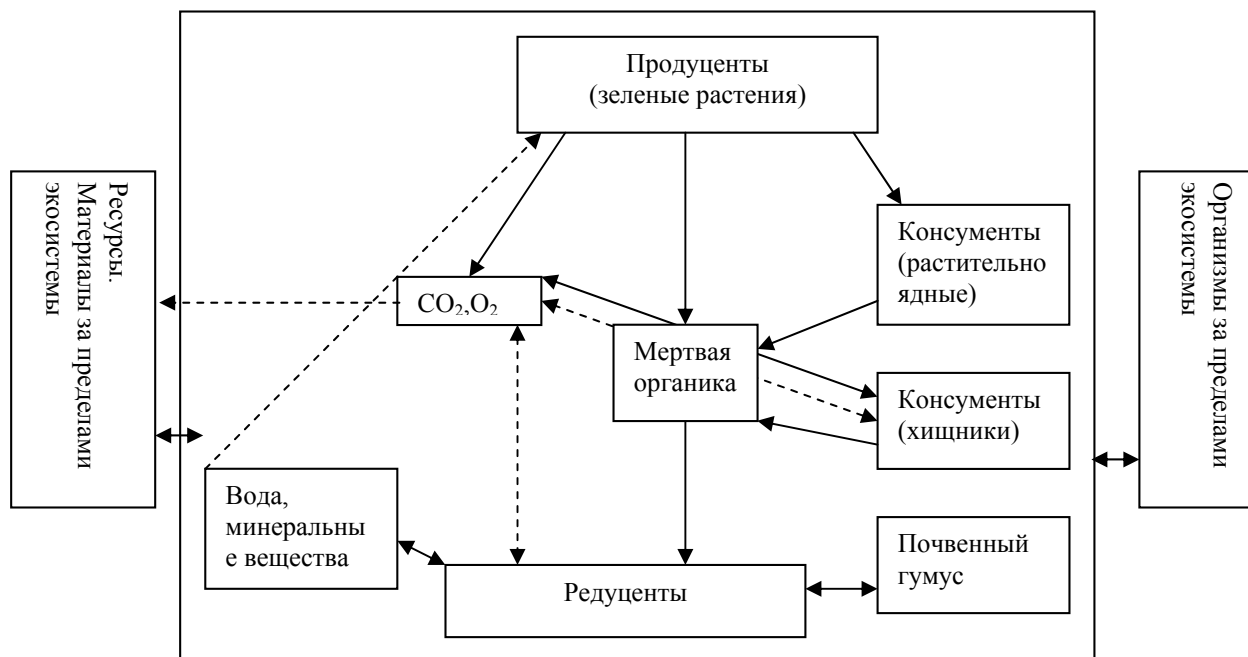 Продуценты
(зеленые растения)
Ресурсы.
Материалы за пределами
экосистемы
Организмы за пределами
экосистемы
Консументы
(растительно
ядные)
CO₂,O₂
Мертвая
органика
Консументы
(хищники)
Вода,
минеральны
е вещества
Почвенный
гумус
Редуценты